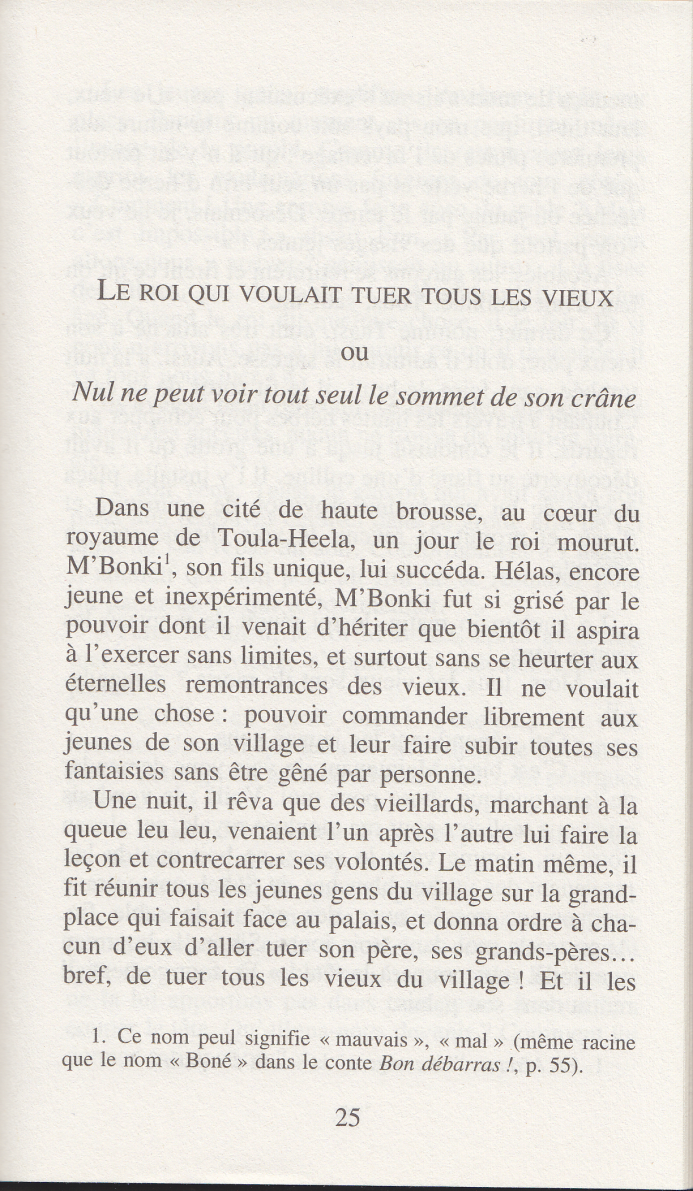 LE ROI QUI VOULAIT TUER TOUS LES VIEUX
ou
Nul ne peut voir tout seul le sommet de son crâne
Dans une cité de haute brousse, au cœur du
royaume de Toula-Heela, un jour le roi mourut.
M’Bonki¹, son fils unique, lui succéda. Hélas, encore
jeune et inexpérimenté, M’Bonki fut si grisé par le
pouvoir dont il venait d’hériter que bientôt il aspira
à l’exercer sans limites, et surtout sans se heurter aux
éternelles remontrances des vieux. Il ne voulait
qu’une chose : pouvoir commander librement aux
jeunes de son village et leur faire subir toutes ses
fantaisies sans être gêné par personne.
Une nuit, il rêva que des vieillards, marchant à la
queue leu leu, venaient l’un après l’autre lui faire la
leçon et contrecarrer ses volontés. Le matin même, il
fit réunir tous les jeunes gens du village sur la grand-
place qui faisait face au palais, et donna ordre à cha-
cun d’eux d’aller tuer son père, ses grands-pères...
bref, de tuer tous les vieux du village ! Et il les
1. Ce nom peul signifie « mauvais », « mal » (même racine
que le nom « Boné » dans le conte Bon débarras !, p. 55).
25